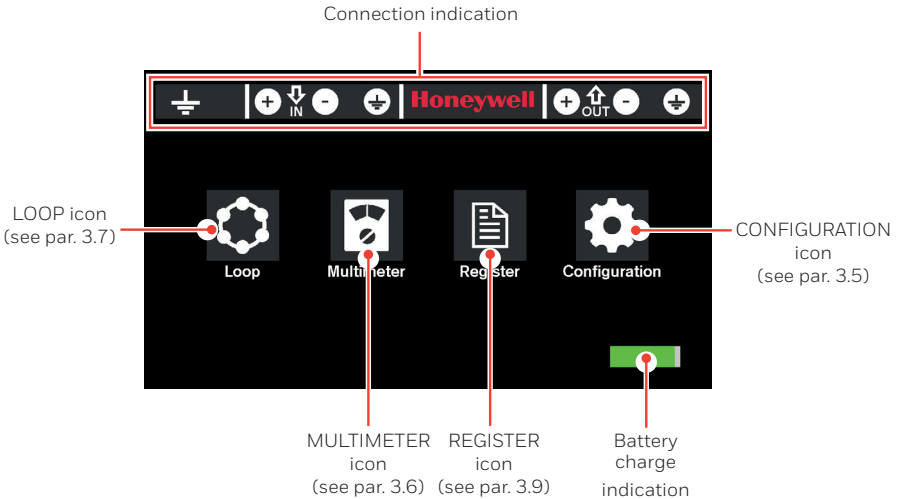 Connection indication
+ IN - Honeywell + OUT -
LOOP icon
(see par. 3.7)
Loop
Multimeter
Register
Configuration
CONFIGURATION
icon
(see par. 3.5)
MULTIMETER
icon
(see par. 3.6)
REGISTER
icon
(see par. 3.9)
Battery
charge
indication